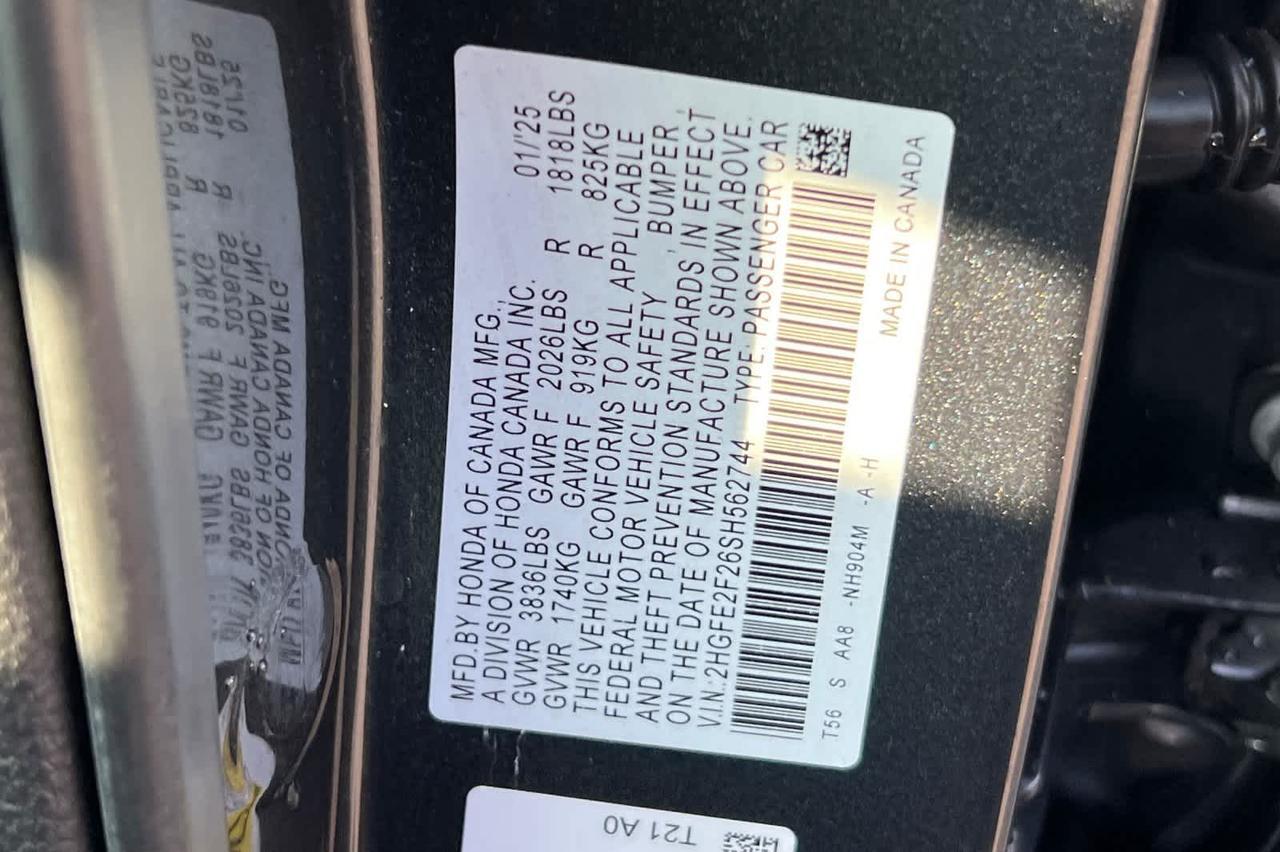 MFD.BY HONDA OF CANADA MFG., 01/'25
A DIVISION OF HONDA CANADA INC.
GVWR 3836LBS GAWR F 2026LBS R 1818LBS
GVWR 1740KG GAWR F 919KG R 825KG
THIS VEHICLE CONFORMS TO ALL APPLICABLE
FEDERAL MOTOR VEHICLE SAFETY, BUMPER,
AND THEFT PREVENTION STANDARDS IN EFFECT
ON THE DATE OF MANUFACTURE SHOWN ABOVE.
V.I.N.:2HGFE2F26SH562744 TYPE:PASSENGER CAR
T56 S AA8 -NH904M -A -H MADE IN CANADA
T21 A0